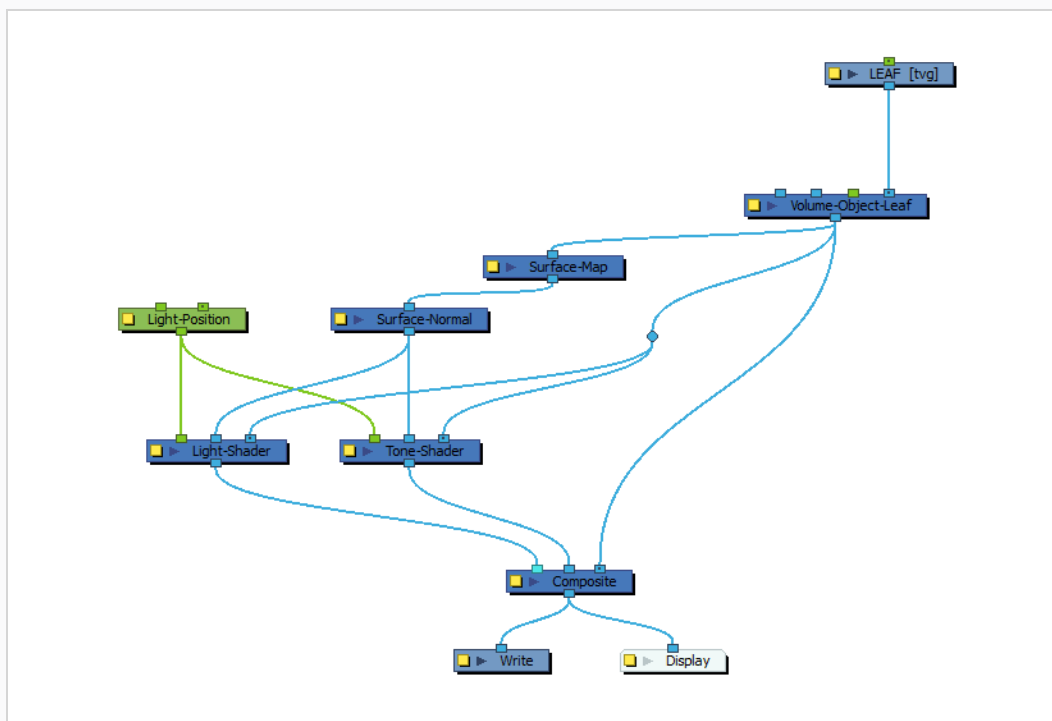 LEAF [tvg]
Volume-Object-Leaf
Surface-Map
Light-Position
Surface-Normal
Light-Shader
Tone-Shader
Composite
Write
Display